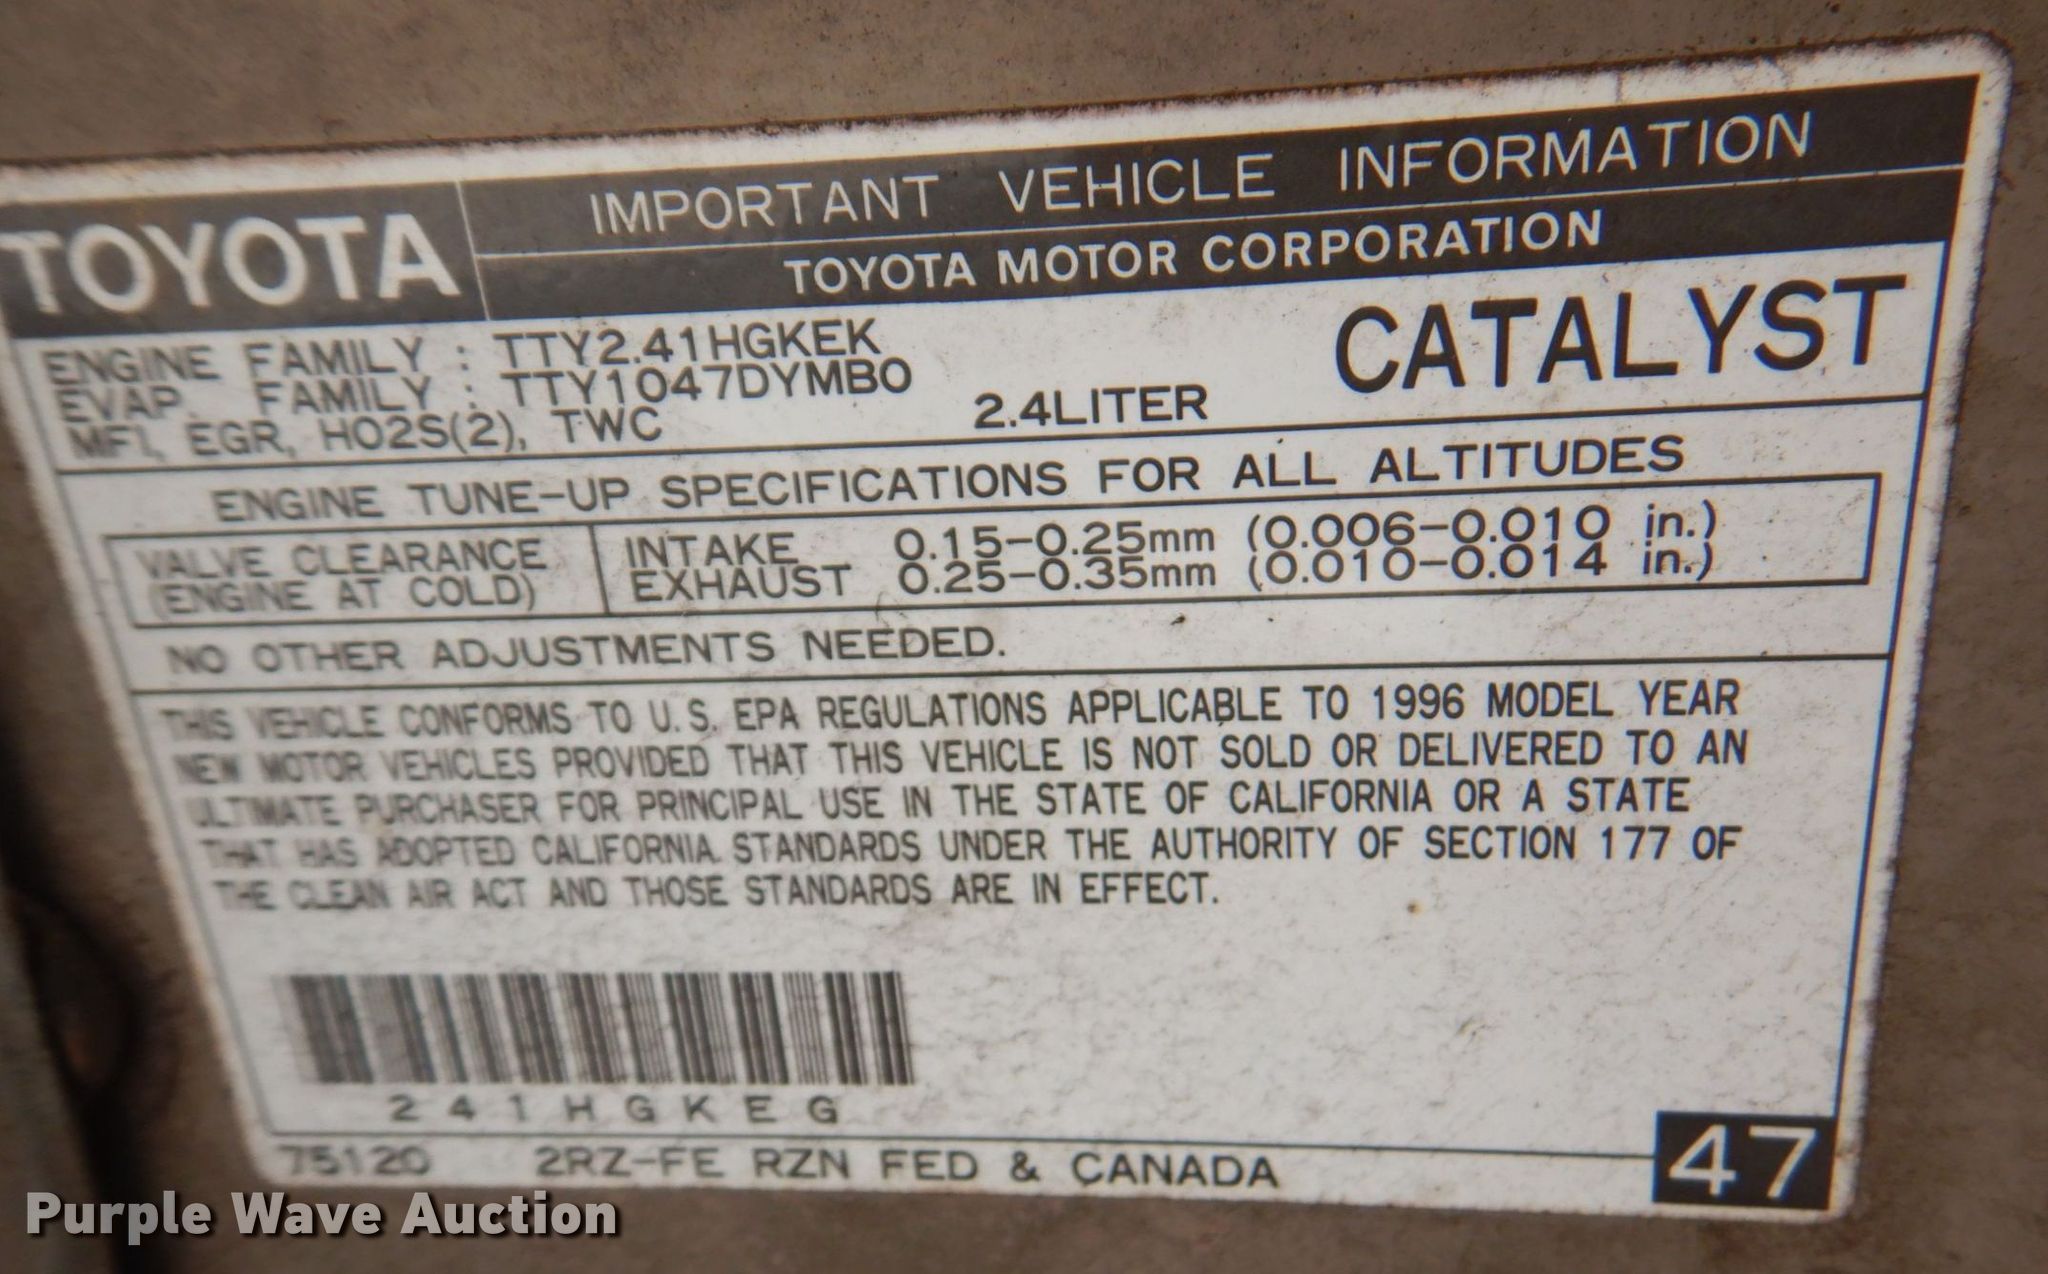 TOYOTA
IMPORTANT VEHICLE INFORMATION
TOYOTA MOTOR CORPORATION
ENGINE FAMILY : TTY2.41HGKEK
EVAP. FAMILY : TTY1047DYMBO
MFI, EGR, HO2S(2), TWC
2.4LITER
CATALYST
ENGINE TUNE-UP SPECIFICATIONS FOR ALL ALTITUDES
VALVE CLEARANCE
(ENGINE AT COLD)
INTAKE 0.15-0.25mm (0.006-0.010 in.)
EXHAUST 0.25-0.35mm (0.010-0.014 in.)
NO OTHER ADJUSTMENTS NEEDED.
THIS VEHICLE CONFORMS TO U.S. EPA REGULATIONS APPLICABLE TO 1996 MODEL YEAR
NEW MOTOR VEHICLES PROVIDED THAT THIS VEHICLE IS NOT SOLD OR DELIVERED TO AN
ULTIMATE PURCHASER FOR PRINCIPAL USE IN THE STATE OF CALIFORNIA OR A STATE
THAT HAS ADOPTED CALIFORNIA STANDARDS UNDER THE AUTHORITY OF SECTION 177 OF
THE CLEAN AIR ACT AND THOSE STANDARDS ARE IN EFFECT.
241HGKEG
75120 2RZ-FE RZN FED & CANADA
47
Purple Wave Auction